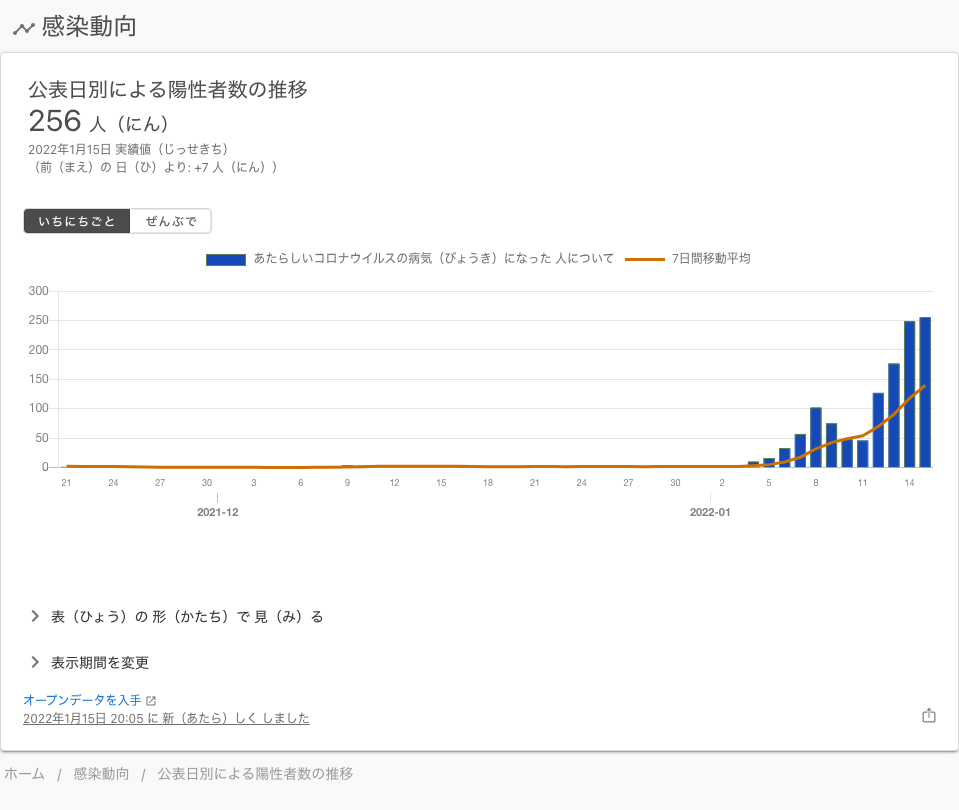 感染動向
公表日別による陽性者数の推移
256 人（にん）
2022年1月15日 実績値（じっせきち）
（前（まえ）の 日（ひ）より: +7 人（にん））
いちにちごと ぜんぶで
あたらしいコロナウイルスの病気（びょうき）になった 人について 7日間移動平均
300
250
200
150
100
50
0
21 24 27 30 3 6 9 12 15 18 21 24 27 30 2 5 8 11 14
2021-12 2022-01
表（ひょう）の 形（かたち）で 見（み）る
表示期間を変更
オープンデータを入手
2022年1月15日 20:05 に 新（あたら）しく しました
ホーム / 感染動向 / 公表日別による陽性者数の推移